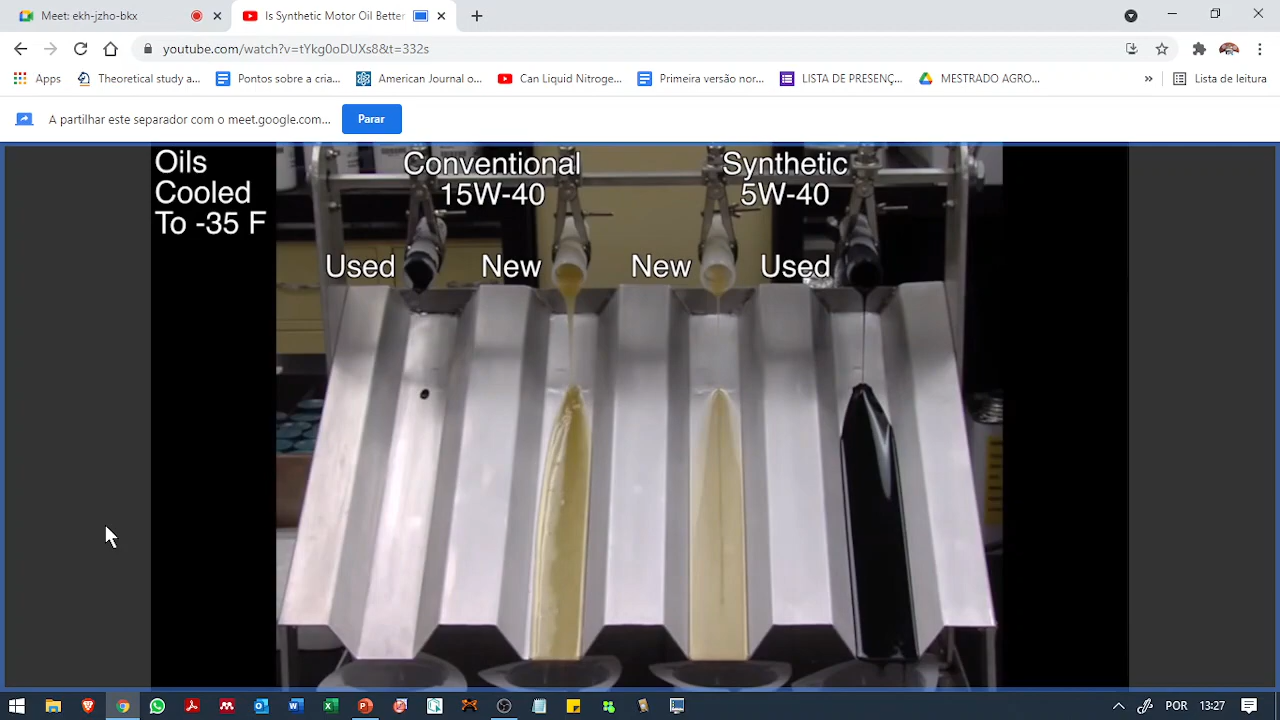 Meet: ekh-jzho-bkx
Is Synthetic Motor Oil Better
youtube.com/watch?v=tYkg0oDUXs8&t=332s
Apps
Theoretical study a...
Pontos sobre a cria...
American Journal o...
Can Liquid Nitroge...
Primeira versão nor...
LISTA DE PRESENÇ...
MESTRADO AGRO...
»
Lista de leitura
A partilhar este separador com o meet.google.com...
Parar
Oils
Cooled
To -35 F
Conventional
15W-40
Synthetic
5W-40
Used
New
New
Used
POR
13:27